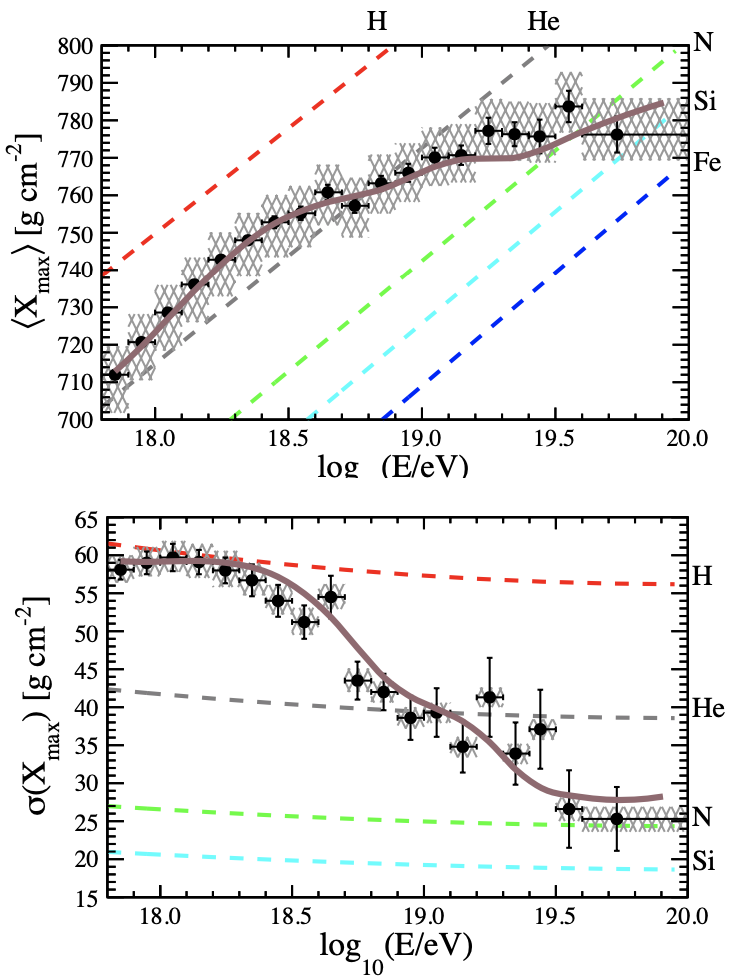 H He
N
800
790
Si
780
770
Fe
760
750
740
730
720
710
700
⟨X_max⟩ [g cm⁻²]
18.0 18.5 19.0 19.5 20.0
log (E/eV)
65
60
H
55
50
45
40
He
35
30
25
N
20
Si
15
σ(X_max) [g cm⁻²]
18.0 18.5 19.0 19.5 20.0
log₁₀(E/eV)